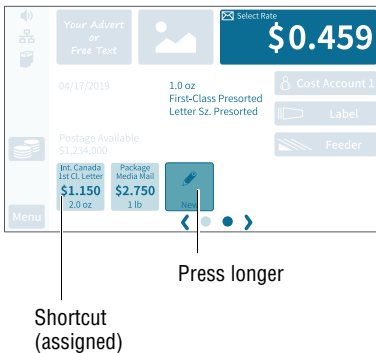 Your Advert
or
Free Text
Select Rate
$0.459
04/17/2019
1.0 oz
First-Class Presorted
Letter Sz. Presorted
Cost Account 1
Label
Postage Available
$1,234.000
Feeder
Int. Canada
1st Cl. Letter
$1.150
2.0 oz
Package
Media Mail
$2.750
1 lb
New
Menu
Press longer
Shortcut
(assigned)